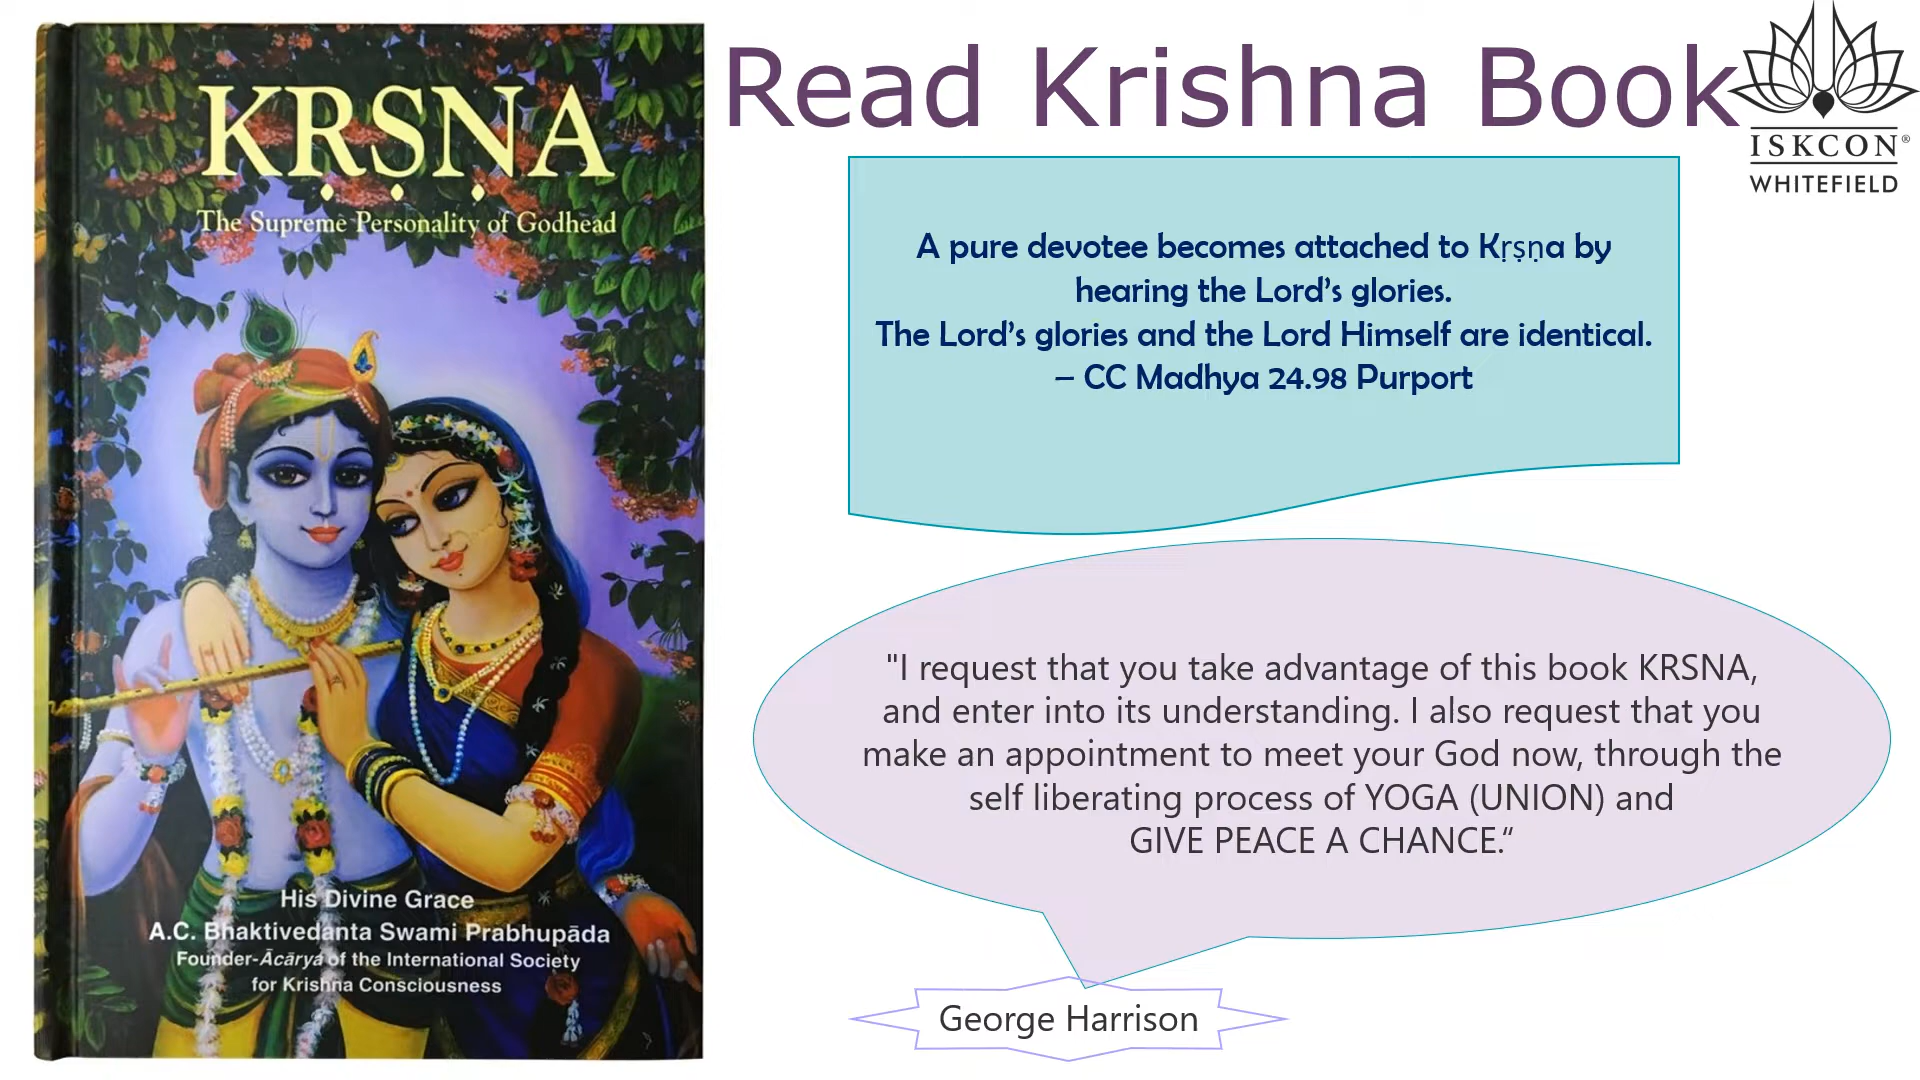 KṚṢṆA
The Supreme Personality of Godhead
His Divine Grace
A.C. Bhaktivedanta Swami Prabhupāda
Founder-Ācārya of the International Society
for Krishna Consciousness
Read Krishna Book
ISKCON®
WHITEFIELD
A pure devotee becomes attached to Kṛṣṇa by
hearing the Lord’s glories.
The Lord’s glories and the Lord Himself are identical.
– CC Madhya 24.98 Purport
"I request that you take advantage of this book KRSNA,
and enter into its understanding. I also request that you
make an appointment to meet your God now, through the
self liberating process of YOGA (UNION) and
GIVE PEACE A CHANCE.“
George Harrison